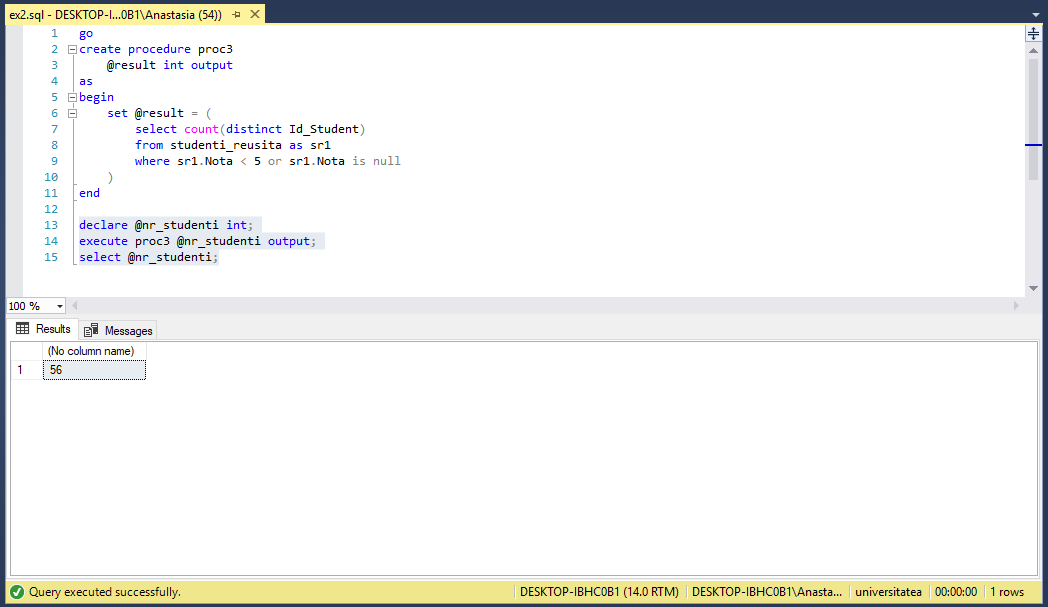 ex2.sql - DESKTOP-I...0B1\Anastasia (54))
1 go
2 create procedure proc3
3 @result int output
4 as
5 begin
6 set @result = (
7 select count(distinct Id_Student)
8 from studenti_reusita as sr1
9 where sr1.Nota < 5 or sr1.Nota is null
10 )
11 end
12
13 declare @nr_studenti int;
14 execute proc3 @nr_studenti output;
15 select @nr_studenti;
100 %
Results Messages
(No column name)
1 56
Query executed successfully. DESKTOP-IBHC0B1 (14.0 RTM) DESKTOP-IBHC0B1\Anasta... universitatea 00:00:00 1 rows